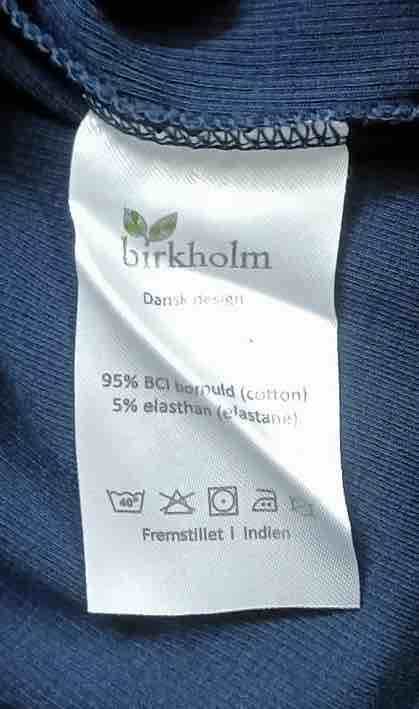 birkholm
Dansk design
95% BCI bomuld (cotton)
5% elasthan (elastane)
40°
Fremstillet i Indien